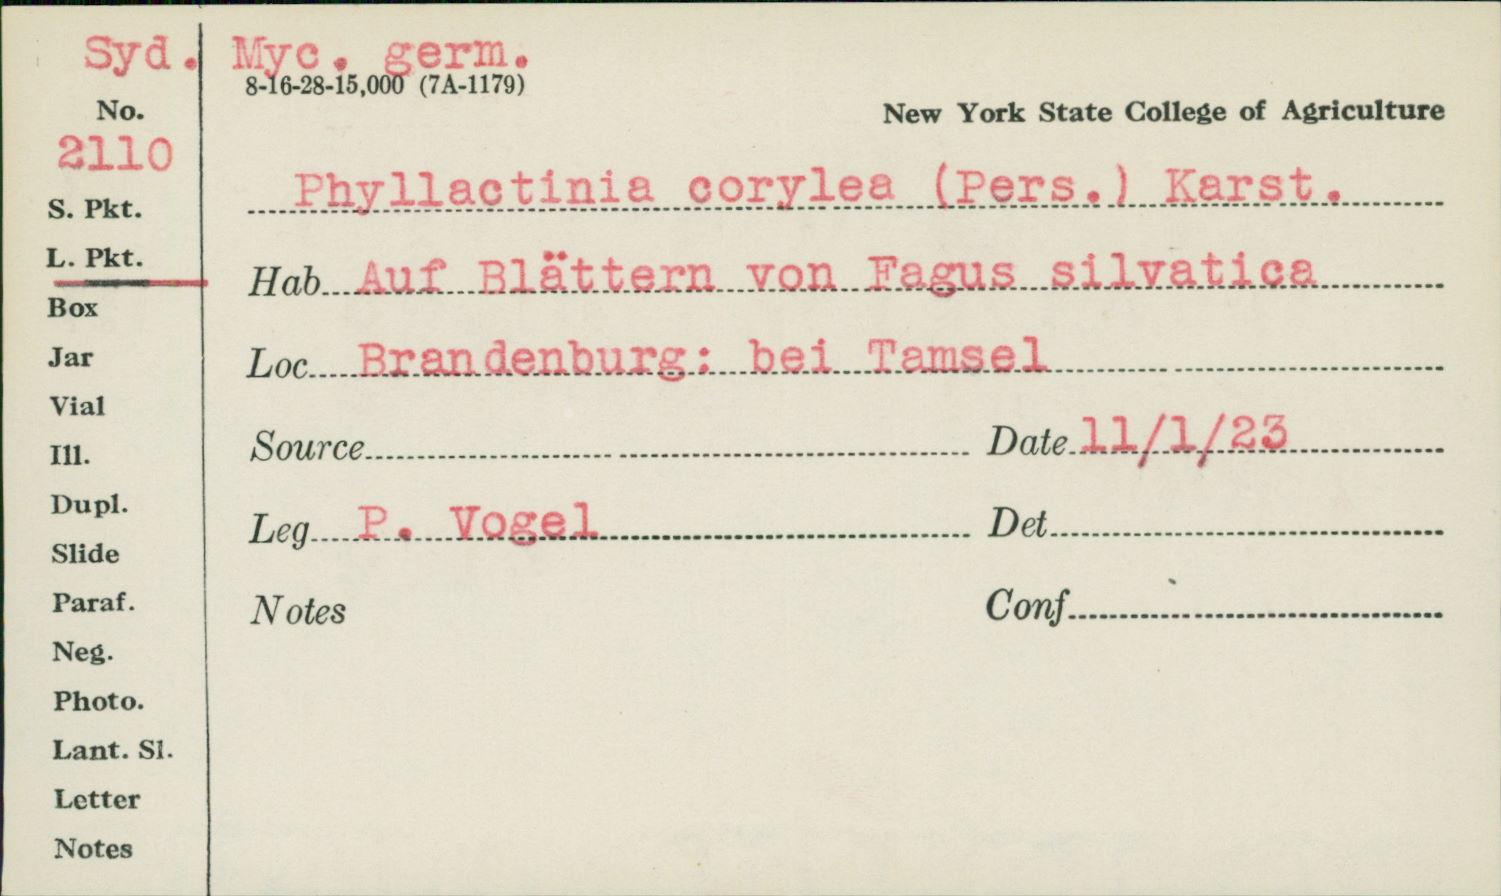 Syd. Myc. germ.
8-16-28-15,000 (7A-1179)
No.
New York State College of Agriculture
2110
Phyllactinia corylea (Pers.) Karst.
S. Pkt.
L. Pkt.
Hab. Auf Blättern von Fagus silvatica
Box
Jar
Loc. Brandenburg: bei Tamsel
Vial
Ill.
Source
Date 11/1/23
Dupl.
Leg. P. Vogel
Det.
Slide
Paraf.
Notes
Conf.
Neg.
Photo.
Lant. Sl.
Letter
Notes